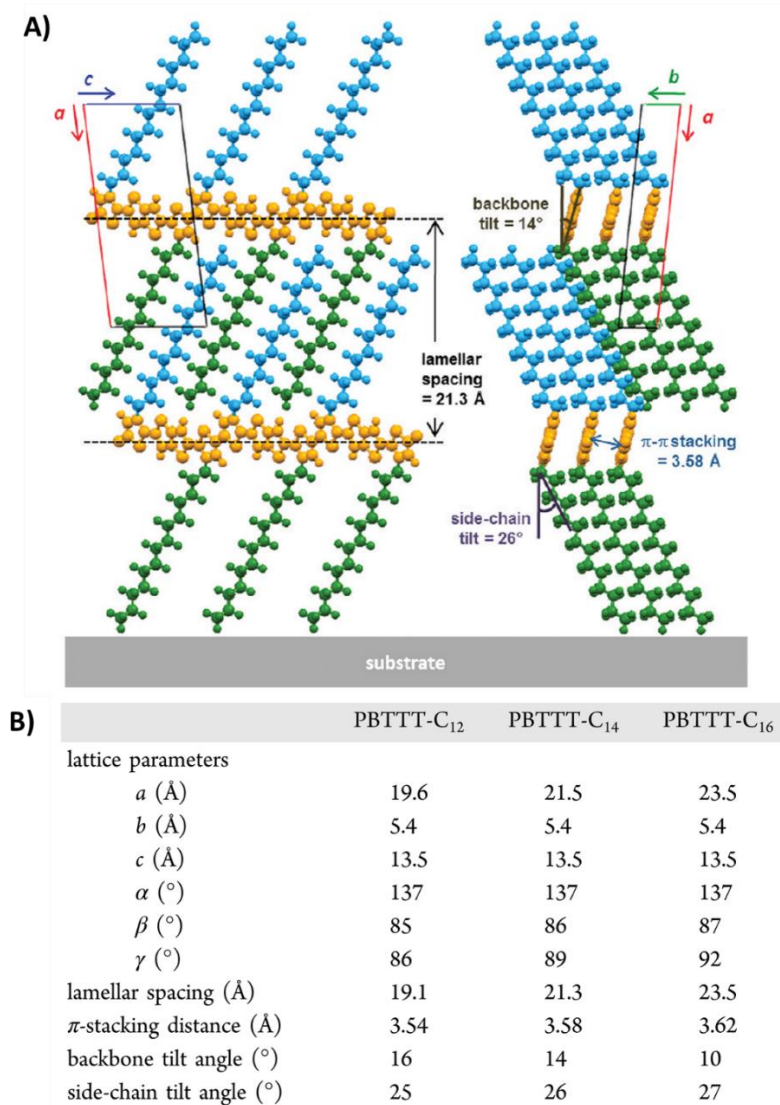 A)
c
a
b
a
backbone
tilt = 14°
lamellar
spacing
= 21.3 Å
π-π stacking
= 3.58 Å
side-chain
tilt = 26°
substrate
B)
PBTTT-C₁₂ PBTTT-C₁₄ PBTTT-C₁₆
lattice parameters
a (Å) 19.6 21.5 23.5
b (Å) 5.4 5.4 5.4
c (Å) 13.5 13.5 13.5
α (°) 137 137 137
β (°) 85 86 87
γ (°) 86 89 92
lamellar spacing (Å) 19.1 21.3 23.5
π-stacking distance (Å) 3.54 3.58 3.62
backbone tilt angle (°) 16 14 10
side-chain tilt angle (°) 25 26 27